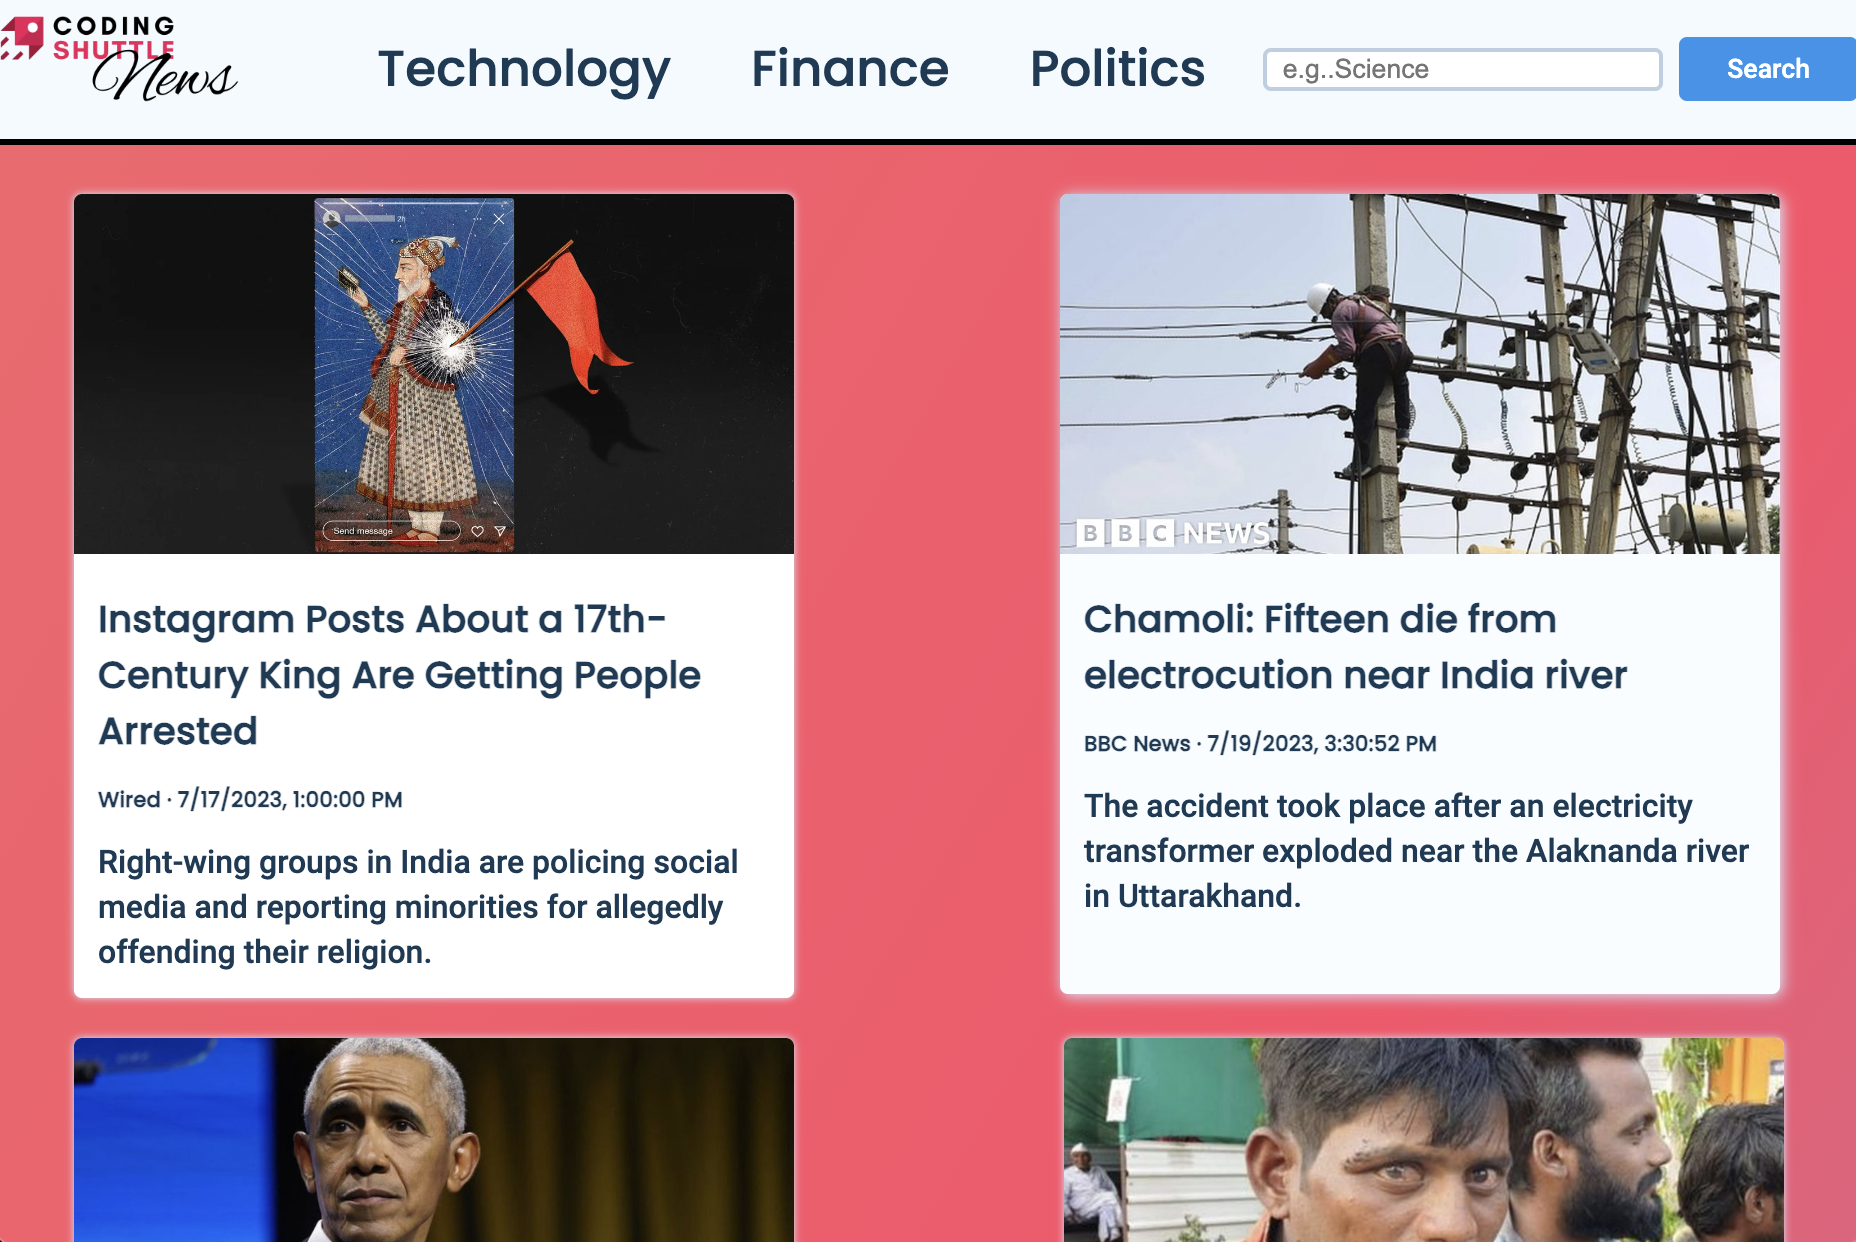 CODING
SHUTTLE
News
Technology
Finance
Politics
e.g..Science
Search
2h
Send message
BBC NEWS
Instagram Posts About a 17th-
Century King Are Getting People
Arrested
Wired · 7/17/2023, 1:00:00 PM
Right-wing groups in India are policing social
media and reporting minorities for allegedly
offending their religion.
Chamoli: Fifteen die from
electrocution near India river
BBC News · 7/19/2023, 3:30:52 PM
The accident took place after an electricity
transformer exploded near the Alaknanda river
in Uttarakhand.